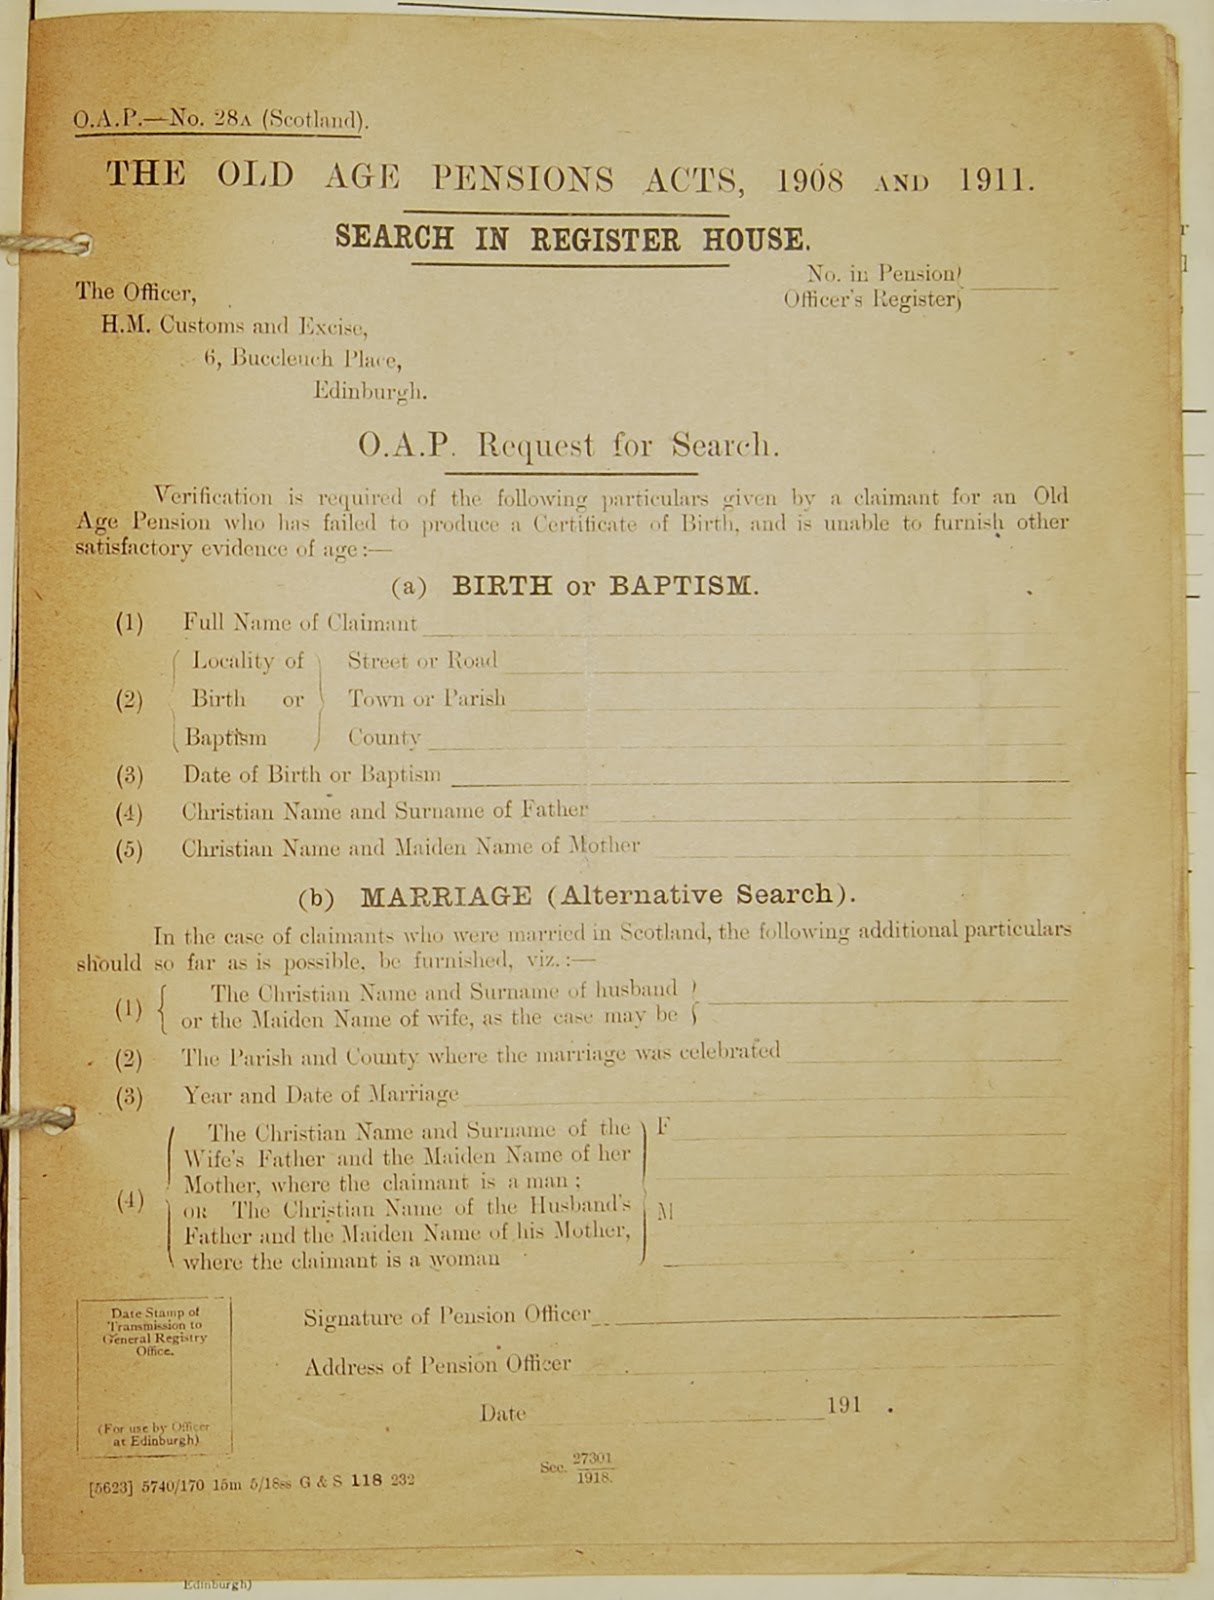 O.A.P.—No. 28A (Scotland).
THE OLD AGE PENSIONS ACTS, 1908 AND 1911.
SEARCH IN REGISTER HOUSE.
No. in Pension
Officer's Register
The Officer,
H.M. Customs and Excise,
6, Buccleuch Place,
Edinburgh.
O.A.P. Request for Search.
Verification is required of the following particulars given by a claimant for an Old
Age Pension who has failed to produce a Certificate of Birth, and is unable to furnish other
satisfactory evidence of age:—
(a) BIRTH or BAPTISM.
(1) Full Name of Claimant
Locality of Street or Road
(2) Birth or Town or Parish
Baptism County
(3) Date of Birth or Baptism
(4) Christian Name and Surname of Father
(5) Christian Name and Maiden Name of Mother
(b) MARRIAGE (Alternative Search).
In the case of claimants who were married in Scotland, the following additional particulars
should so far as is possible, be furnished, viz.:—
(1) The Christian Name and Surname of husband
or the Maiden Name of wife, as the case may be
(2) The Parish and County where the marriage was celebrated
(3) Year and Date of Marriage
The Christian Name and Surname of the F
Wife's Father and the Maiden Name of her
Mother, where the claimant is a man;
(4) OR The Christian Name of the Husband's M
Father and the Maiden Name of his Mother,
where the claimant is a woman
Date Stamp of
Transmission to
General Registry
Office.
(For use by Officer
at Edinburgh)
Signature of Pension Officer
Address of Pension Officer
Date 191 .
[5623] 5740/170 15m 5/18ss G & S 118 232
Sec. 27301
1918.
Edinburgh)